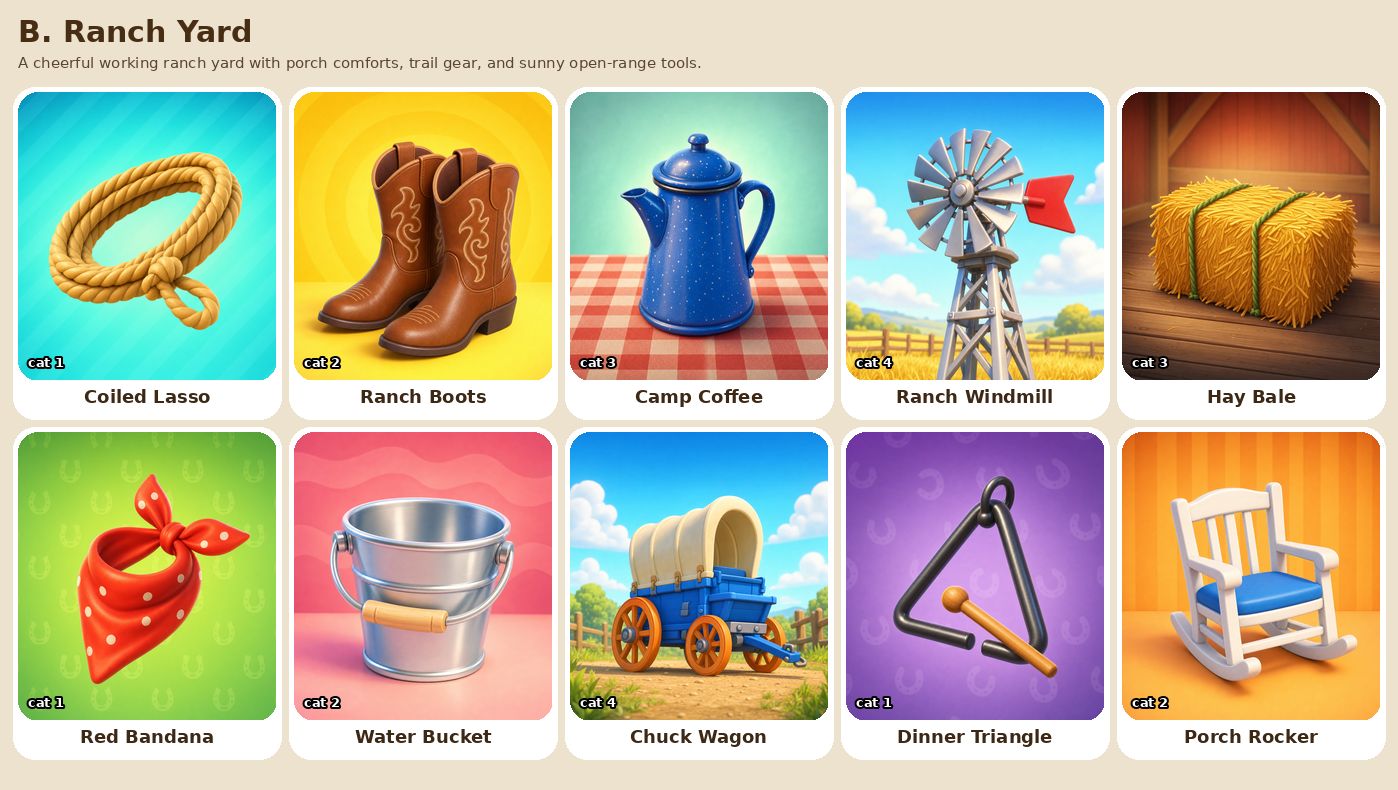 B. Ranch Yard
A cheerful working ranch yard with porch comforts, trail gear, and sunny open-range tools.
cat 1
cat 2
cat 3
cat 4
cat 3
Coiled Lasso
Ranch Boots
Camp Coffee
Ranch Windmill
Hay Bale
cat 1
cat 2
cat 4
cat 1
cat 2
Red Bandana
Water Bucket
Chuck Wagon
Dinner Triangle
Porch Rocker